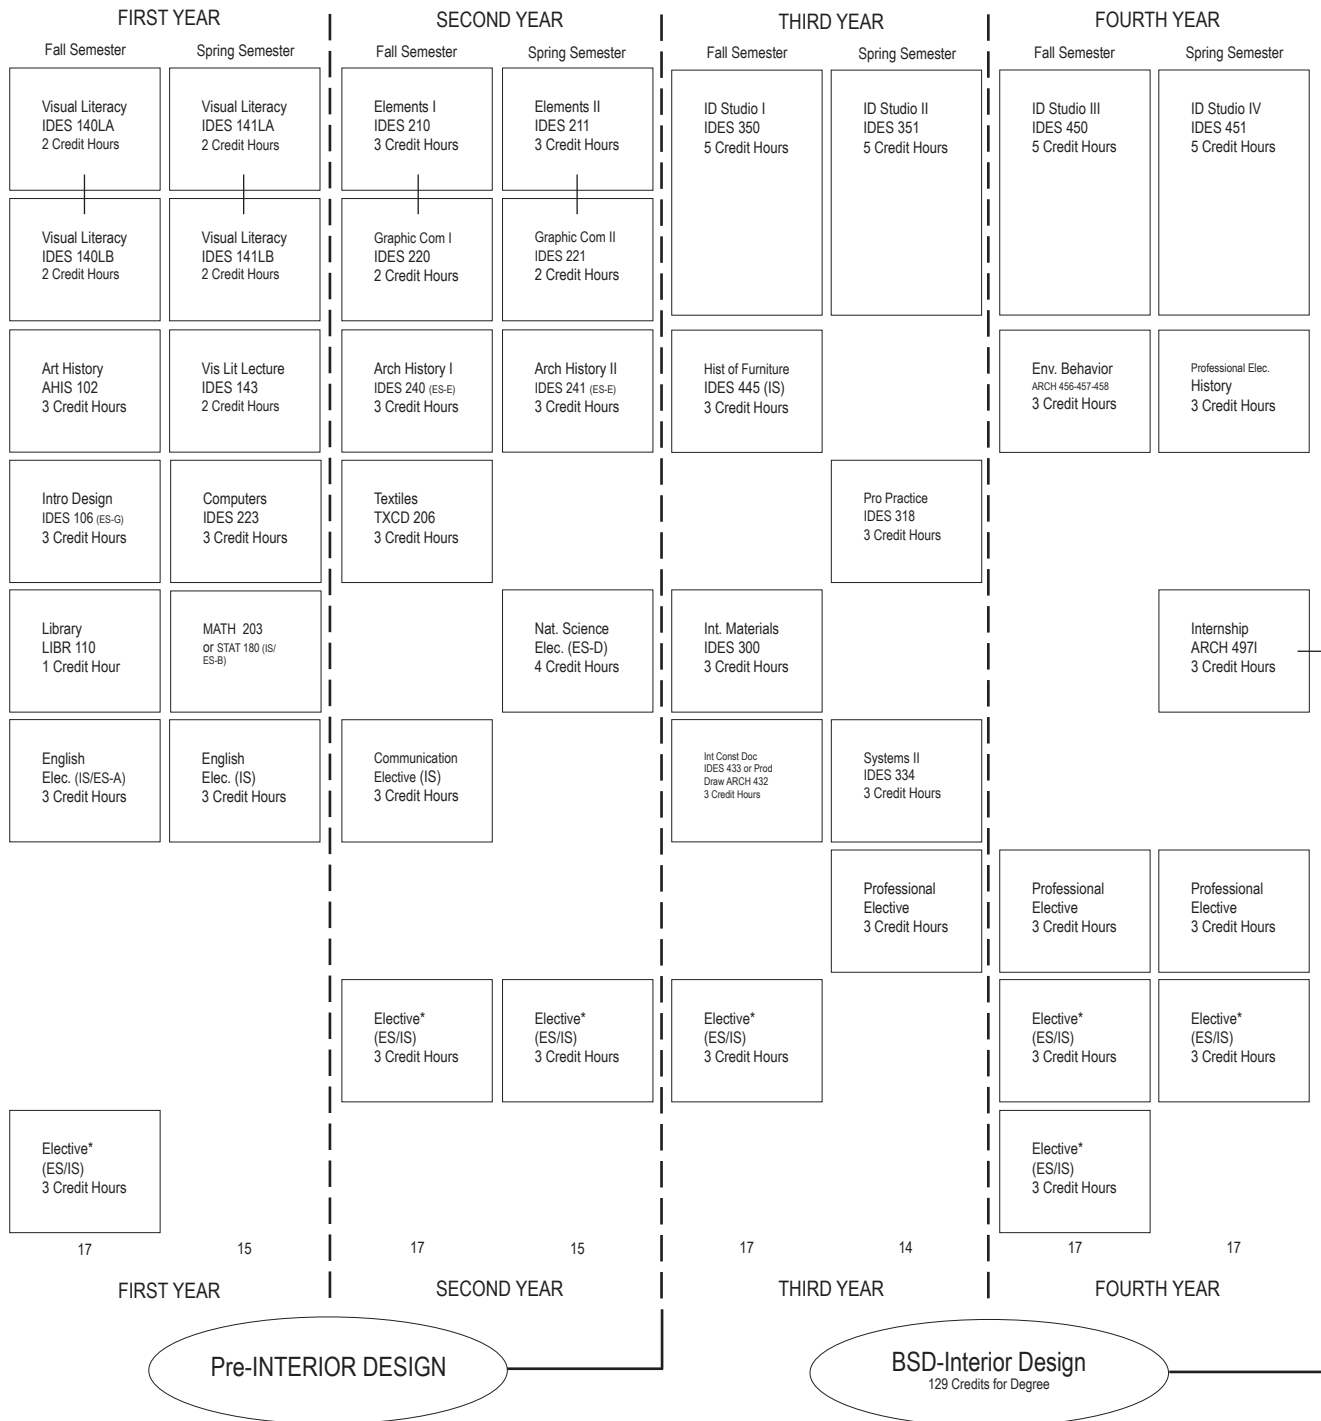 FIRST YEAR
SECOND YEAR
THIRD YEAR
FOURTH YEAR
Fall Semester
Spring Semester
Fall Semester
Spring Semester
Fall Semester
Spring Semester
Fall Semester
Spring Semester
Visual Literacy
IDES 140LA
2 Credit Hours
Visual Literacy
IDES 141LA
2 Credit Hours
Elements I
IDES 210
3 Credit Hours
Elements II
IDES 211
3 Credit Hours
ID Studio I
IDES 350
5 Credit Hours
ID Studio II
IDES 351
5 Credit Hours
ID Studio III
IDES 450
5 Credit Hours
ID Studio IV
IDES 451
5 Credit Hours
Visual Literacy
IDES 140LB
2 Credit Hours
Visual Literacy
IDES 141LB
2 Credit Hours
Graphic Com I
IDES 220
2 Credit Hours
Graphic Com II
IDES 221
2 Credit Hours
Art History
AHIS 102
3 Credit Hours
Vis Lit Lecture
IDES 143
2 Credit Hours
Arch History I
IDES 240 (ES-E)
3 Credit Hours
Arch History II
IDES 241 (ES-E)
3 Credit Hours
Hist of Furniture
IDES 445 (IS)
3 Credit Hours
Env. Behavior
ARCH 456-457-458
3 Credit Hours
Professional Elec.
History
3 Credit Hours
Intro Design
IDES 106 (ES-G)
3 Credit Hours
Computers
IDES 223
3 Credit Hours
Textiles
TXCD 206
3 Credit Hours
Pro Practice
IDES 318
3 Credit Hours
Library
LIBR 110
1 Credit Hour
MATH 203
or STAT 180 (IS/
ES-B)
Nat. Science
Elec. (ES-D)
4 Credit Hours
Int. Materials
IDES 300
3 Credit Hours
Internship
ARCH 497I
3 Credit Hours
English
Elec. (IS/ES-A)
3 Credit Hours
English
Elec. (IS)
3 Credit Hours
Communication
Elective (IS)
3 Credit Hours
Int Const Doc
IDES 433 or Prod
Draw ARCH 432
3 Credit Hours
Systems II
IDES 334
3 Credit Hours
Professional
Elective
3 Credit Hours
Professional
Elective
3 Credit Hours
Professional
Elective
3 Credit Hours
Elective*
(ES/IS)
3 Credit Hours
Elective*
(ES/IS)
3 Credit Hours
Elective*
(ES/IS)
3 Credit Hours
Elective*
(ES/IS)
3 Credit Hours
Elective*
(ES/IS)
3 Credit Hours
Elective*
(ES/IS)
3 Credit Hours
Elective*
(ES/IS)
3 Credit Hours
17
15
17
15
17
14
17
17
FIRST YEAR
SECOND YEAR
THIRD YEAR
FOURTH YEAR
Pre-INTERIOR DESIGN
BSD-Interior Design
129 Credits for Degree